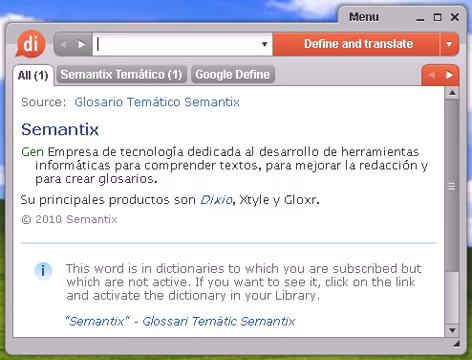 Menu
di
Define and translate
All (1) Semantix Temático (1) Google Define
Source: Glosario Temático Semantix
Semantix
Gen Empresa de tecnología dedicada al desarrollo de herramientas
informáticas para comprender textos, para mejorar la redacción y
para crear glosarios.
Su principales productos son Dixio, Xtyle y Gloxr.
© 2010 Semantix
i
This word is in dictionaries to which you are subscribed but
which are not active. If you want to see it, click on the link
and activate the dictionary in your Library.
"Semantix" - Glossari Temàtic Semantix